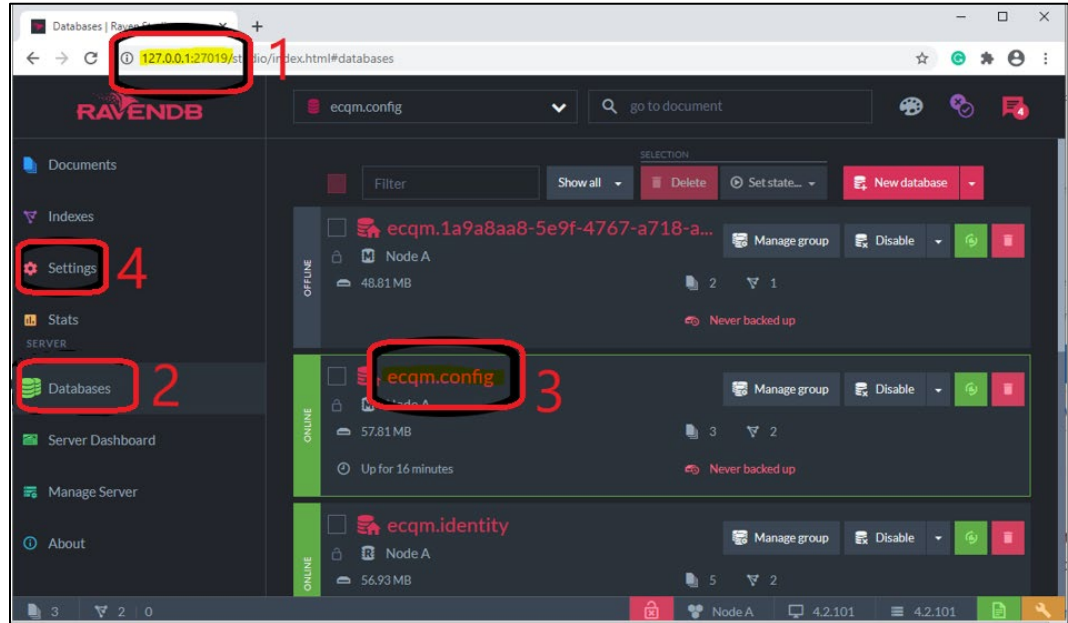 Databases | Raven Studio
127.0.0.1:27019/studio/index.html#databases
1
RAVENDB
ecqm.config
go to document
4
Documents
Indexes
Settings
4
Stats
SERVER
Databases
2
Server Dashboard
Manage Server
About
Filter
Show all
SELECTION
Delete
Set state...
New database
OFFLINE
ecqm.1a9a8aa8-5e9f-4767-a718-a...
Node A
48.81 MB
Manage group
Disable
2
1
Never backed up
ONLINE
ecqm.config
3
Node A
57.81 MB
Up for 16 minutes
Manage group
Disable
3
2
Never backed up
ONLINE
ecqm.identity
Node A
56.93 MB
Manage group
Disable
5
2
3
2
0
Node A
4.2.101
4.2.101